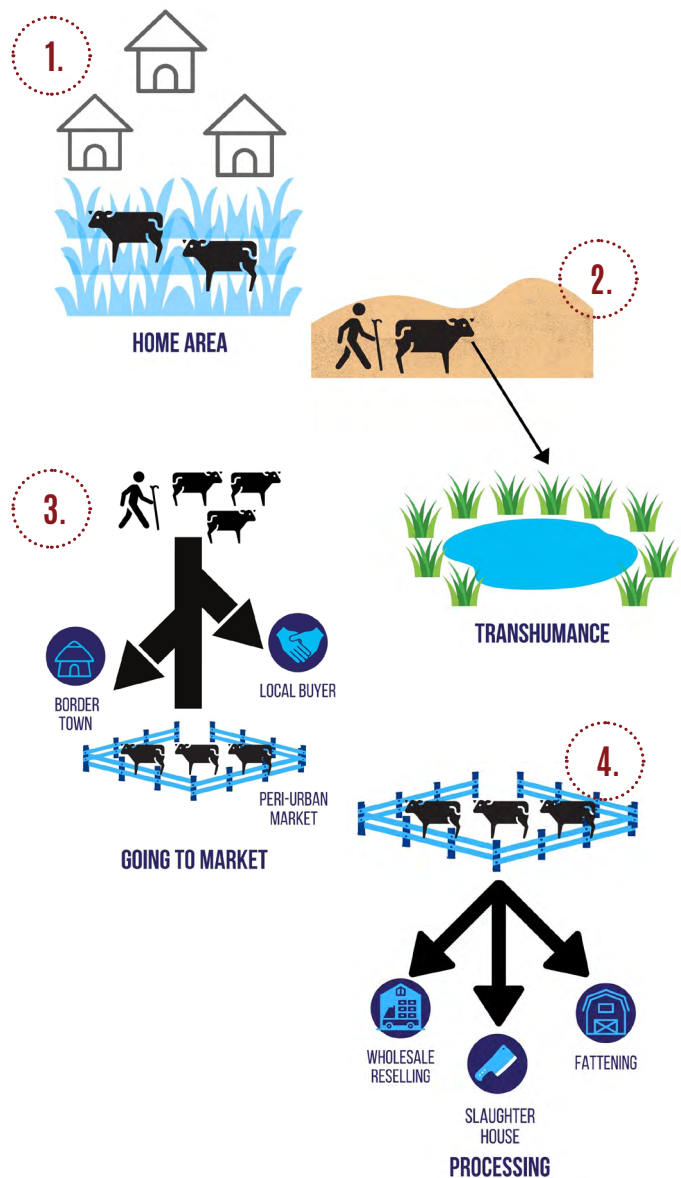 1.
HOME AREA
2.
TRANSHUMANCE
3.
BORDER
TOWN
LOCAL BUYER
PERI-URBAN
MARKET
GOING TO MARKET
4.
WHOLESALE
RESELLING
SLAUGHTER
HOUSE
FATTENING
PROCESSING